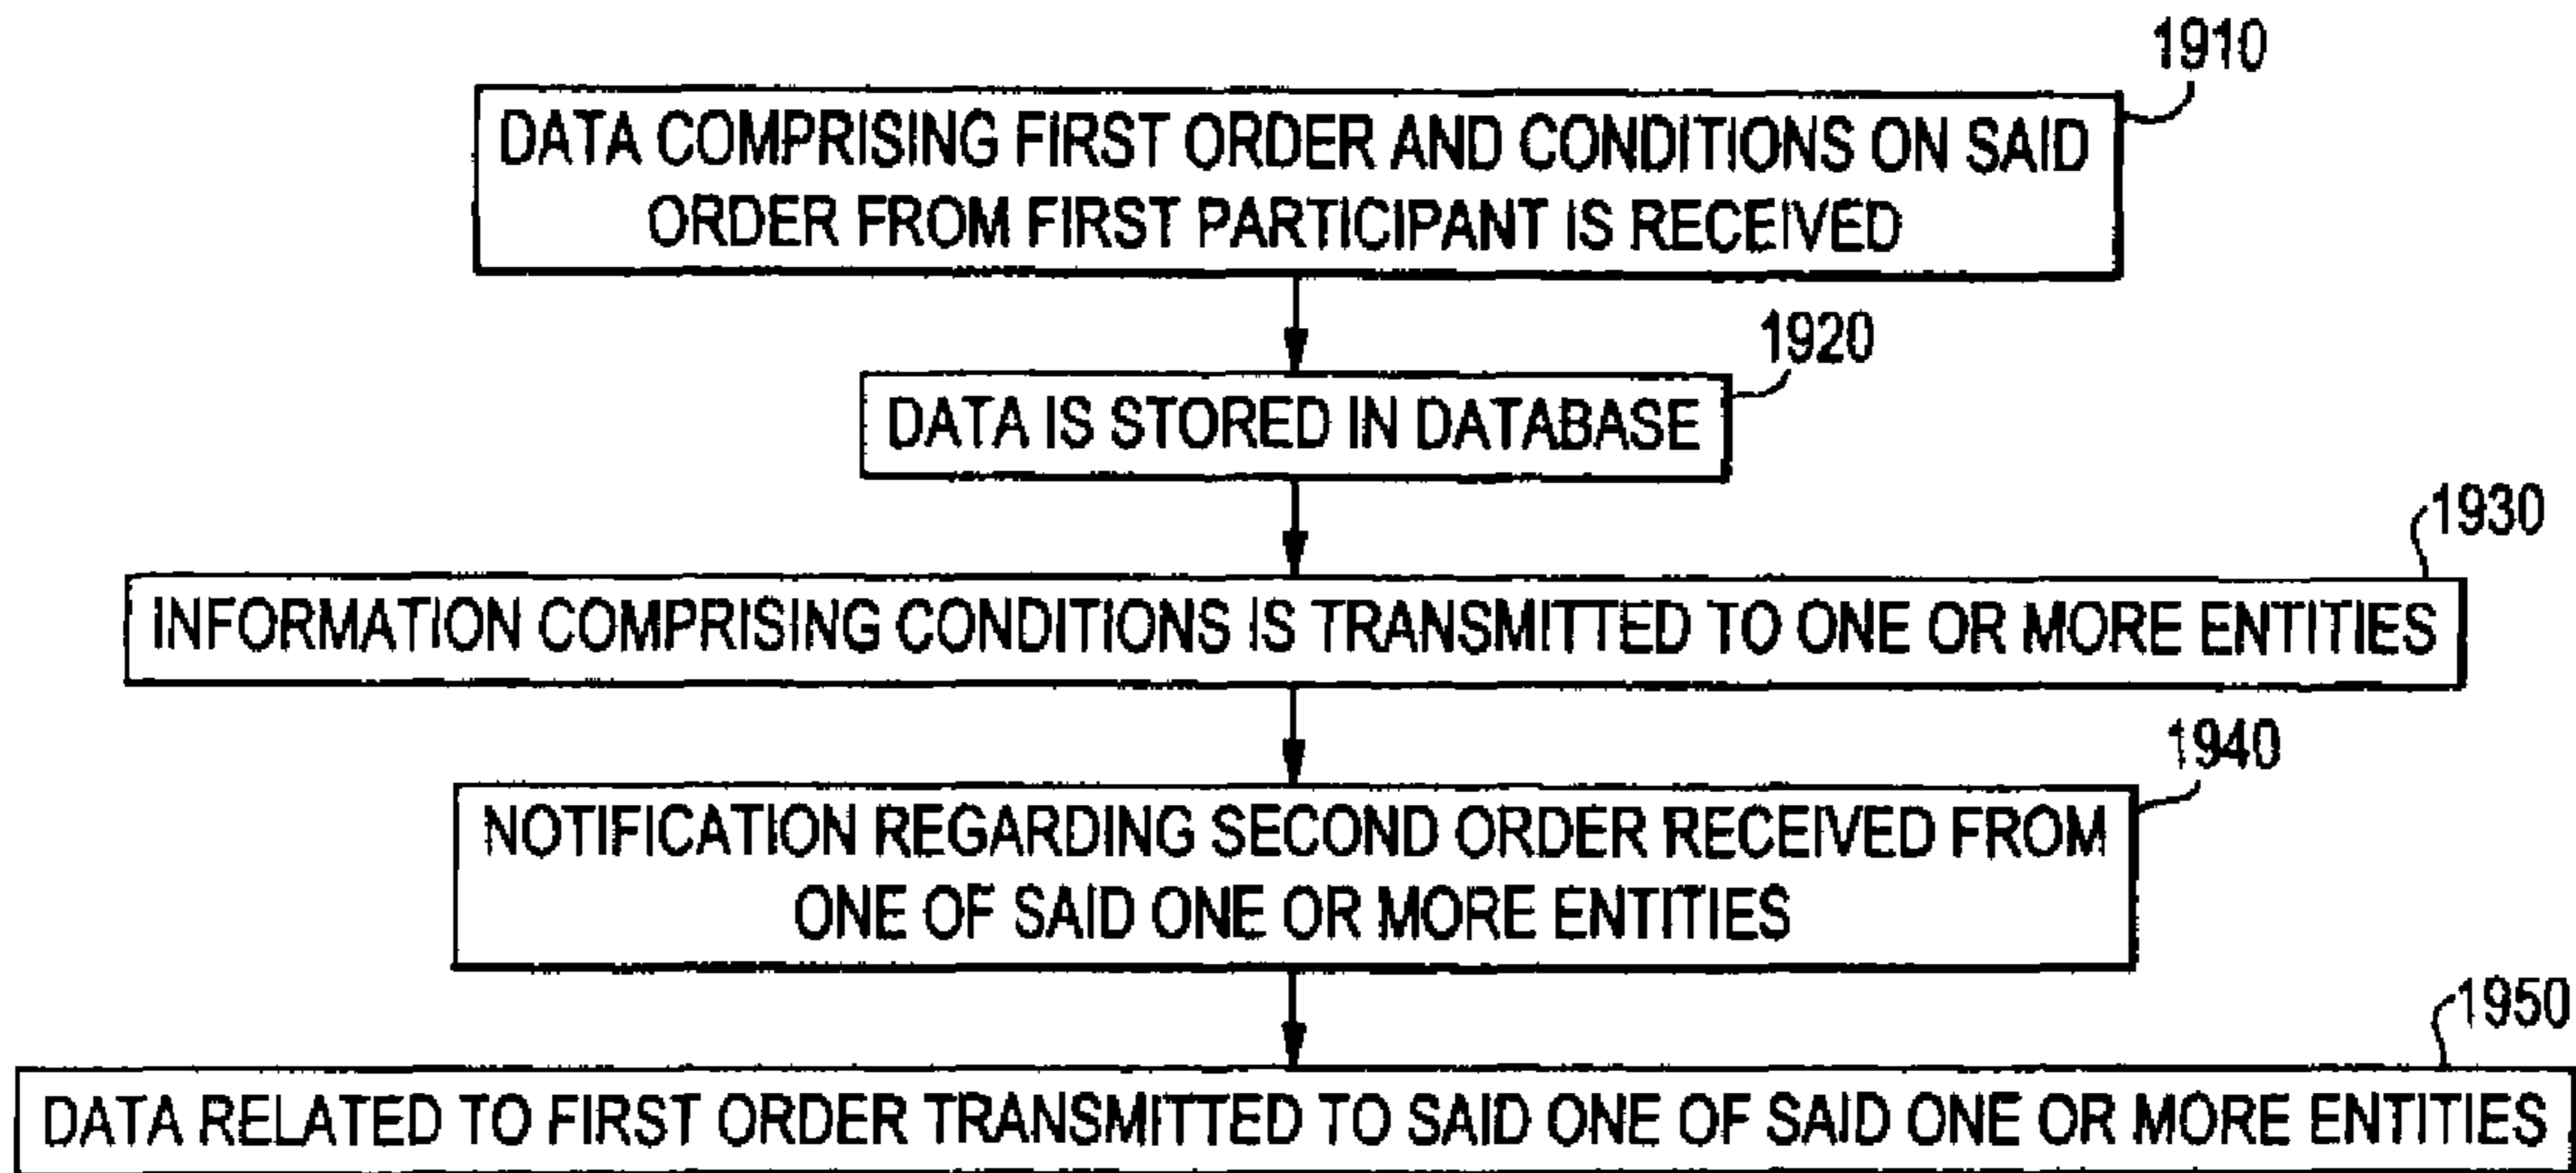 1910
DATA COMPRISING FIRST ORDER AND CONDITIONS ON SAID
ORDER FROM FIRST PARTICIPANT IS RECEIVED
1920
DATA IS STORED IN DATABASE
1930
INFORMATION COMPRISING CONDITIONS IS TRANSMITTED TO ONE OR MORE ENTITIES
1940
NOTIFICATION REGARDING SECOND ORDER RECEIVED FROM
ONE OF SAID ONE OR MORE ENTITIES
1950
DATA RELATED TO FIRST ORDER TRANSMITTED TO SAID ONE OF SAID ONE OR MORE ENTITIES